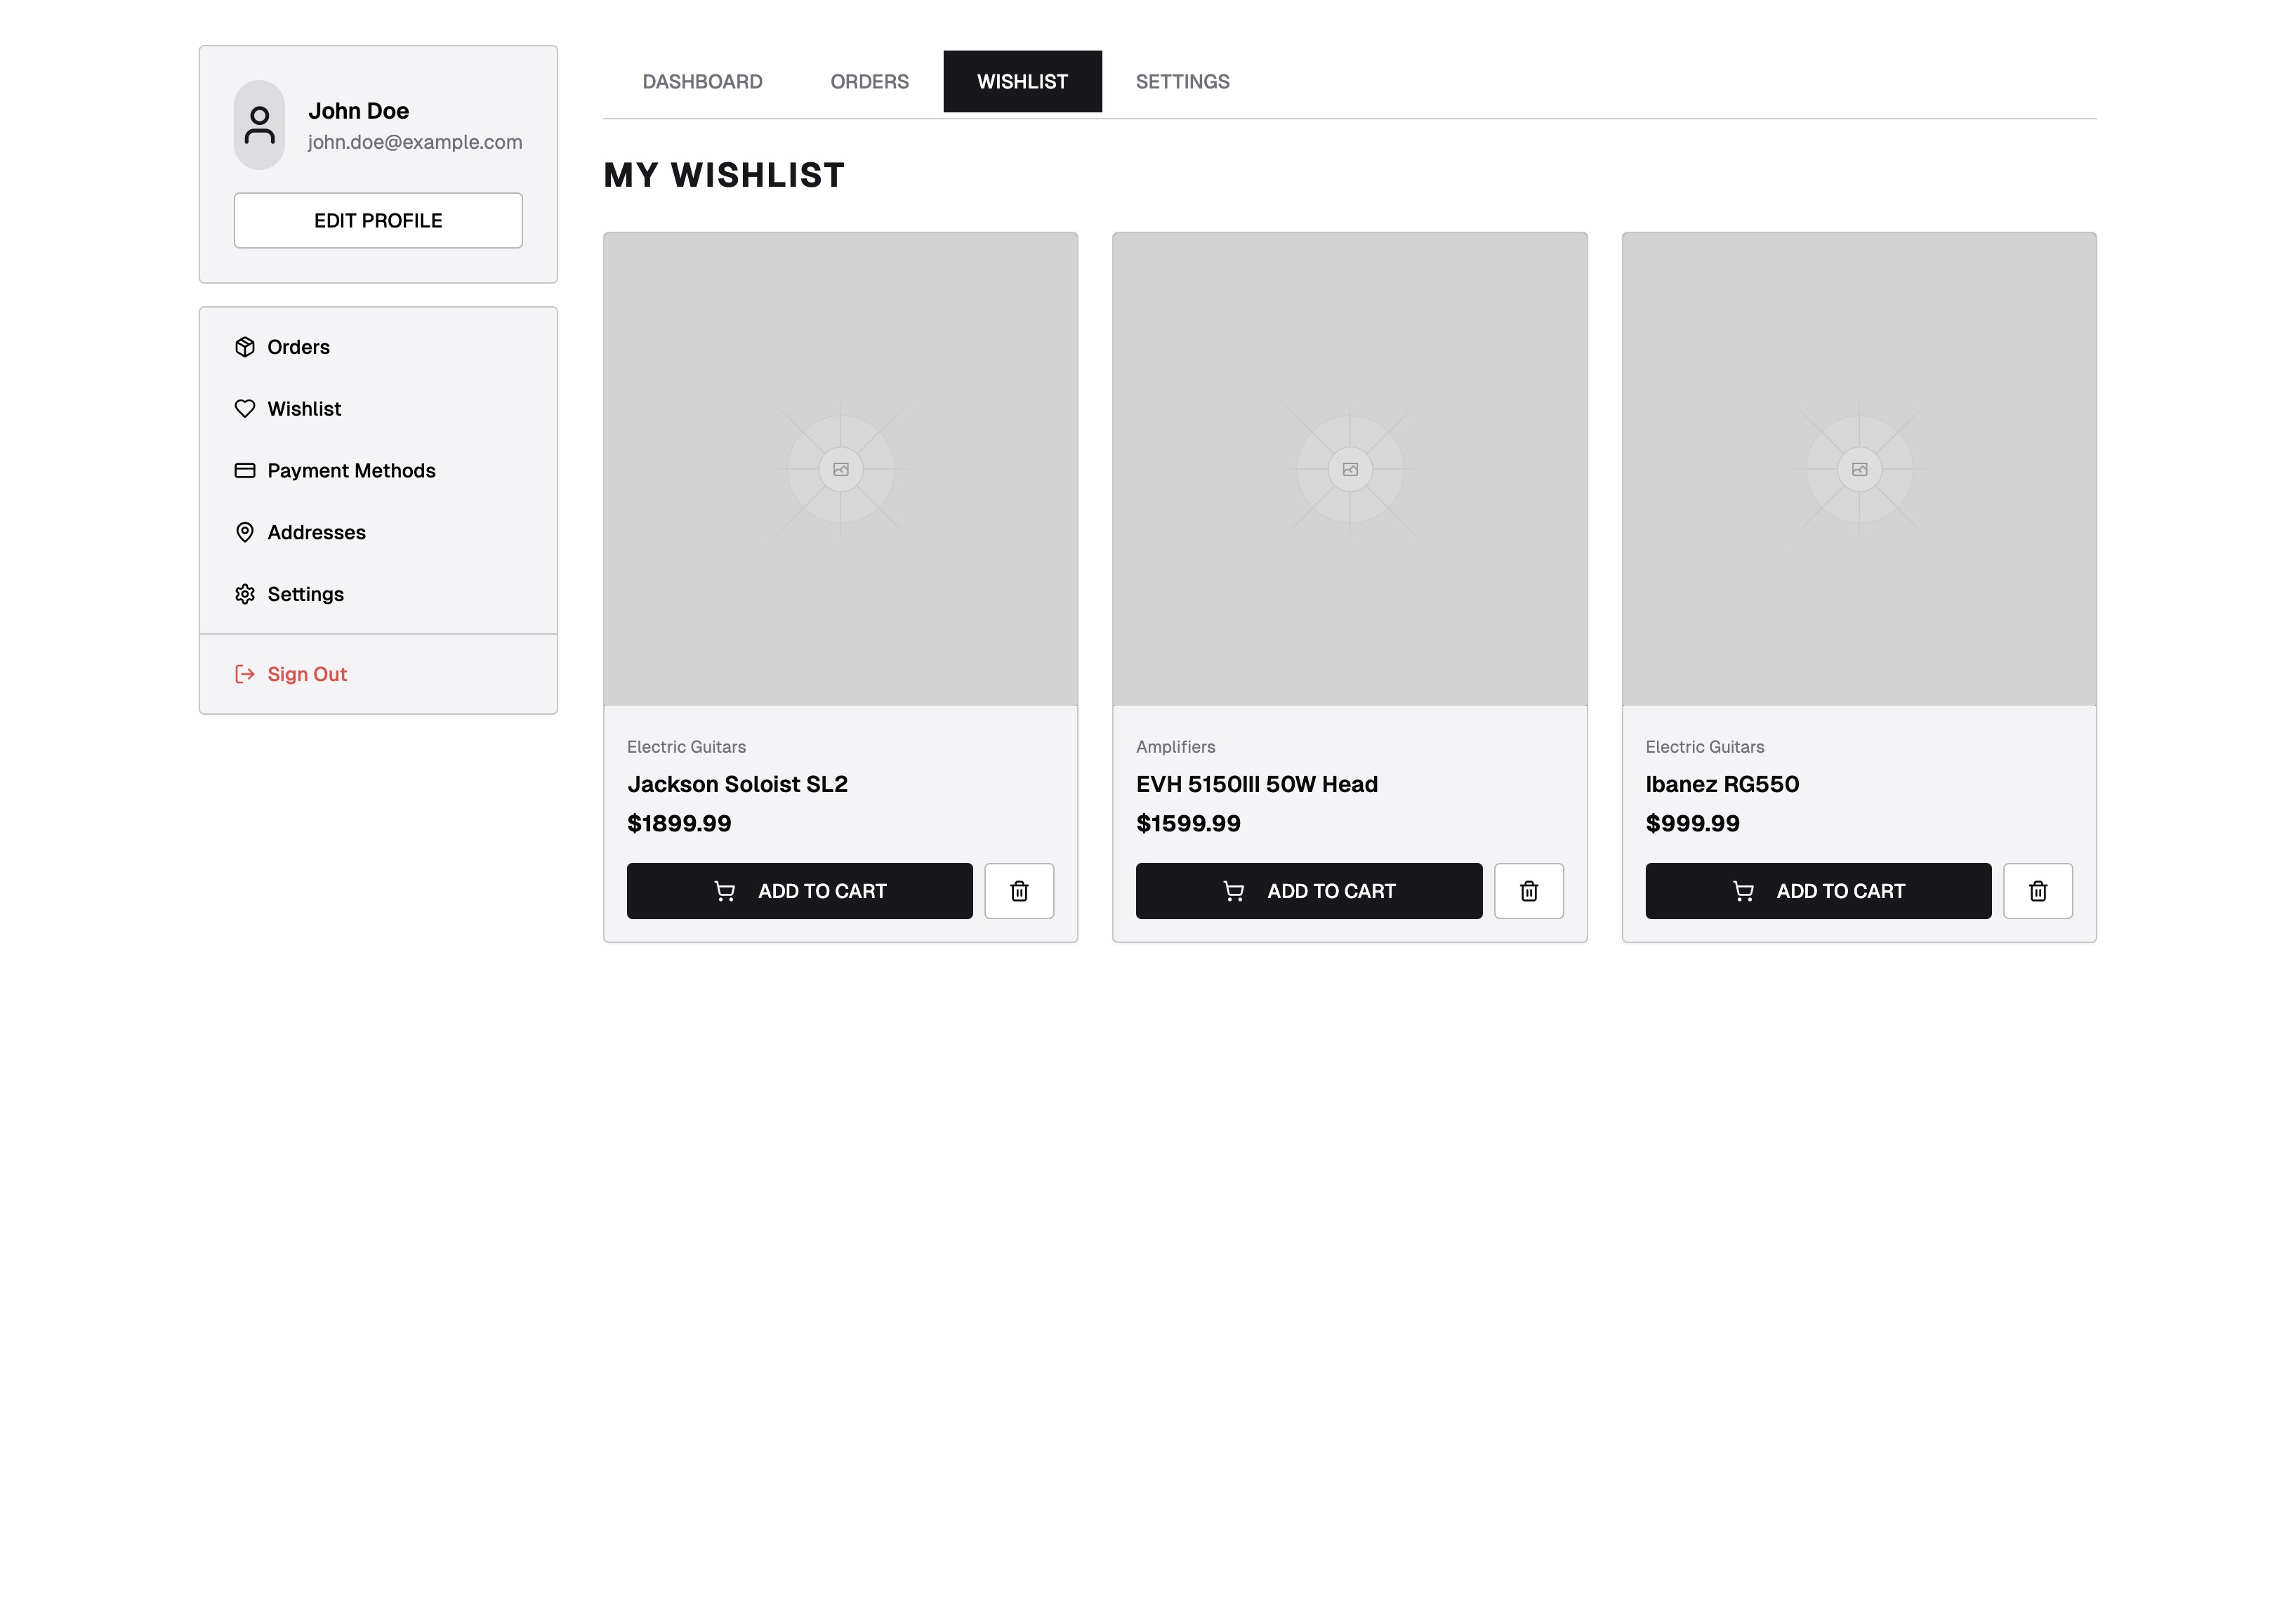 John Doe
john.doe@example.com
EDIT PROFILE
Orders
Wishlist
Payment Methods
Addresses
Settings
Sign Out
DASHBOARD ORDERS WISHLIST SETTINGS
MY WISHLIST
Electric Guitars
Jackson Soloist SL2
$1899.99
ADD TO CART
Amplifiers
EVH 5150III 50W Head
$1599.99
ADD TO CART
Electric Guitars
Ibanez RG550
$999.99
ADD TO CART